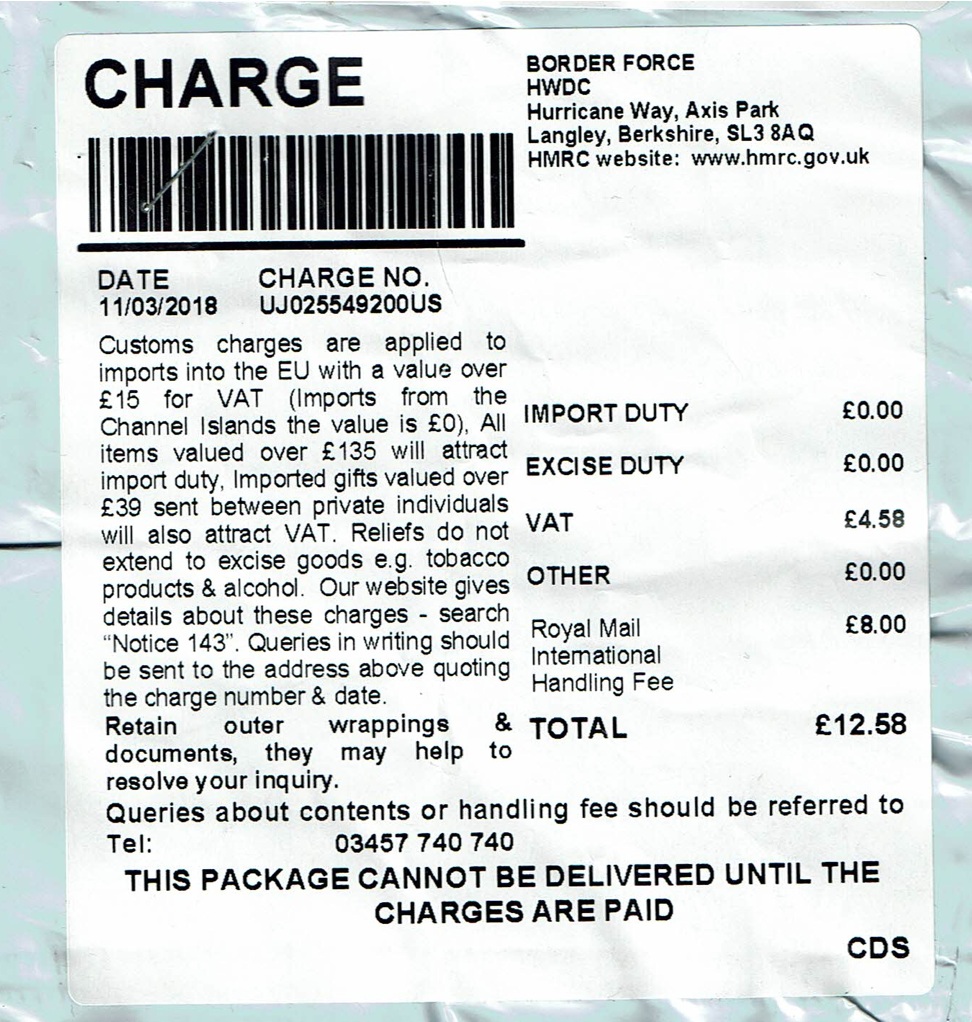 CHARGE
BORDER FORCE
HWDC
Hurricane Way, Axis Park
Langley, Berkshire, SL3 8AQ
HMRC website: www.hmrc.gov.uk
DATE CHARGE NO.
11/03/2018 UJ025549200US
Customs charges are applied to
imports into the EU with a value over
£15 for VAT (Imports from the
Channel Islands the value is £0), All
items valued over £135 will attract
import duty, Imported gifts valued over
£39 sent between private individuals
will also attract VAT. Reliefs do not
extend to excise goods e.g. tobacco
products & alcohol. Our website gives
details about these charges - search
“Notice 143”. Queries in writing should
be sent to the address above quoting
the charge number & date.
Retain outer wrappings &
documents, they may help to
resolve your inquiry.
IMPORT DUTY £0.00
EXCISE DUTY £0.00
VAT £4.58
OTHER £0.00
Royal Mail £8.00
International
Handling Fee
TOTAL £12.58
Queries about contents or handling fee should be referred to
Tel: 03457 740 740
THIS PACKAGE CANNOT BE DELIVERED UNTIL THE
CHARGES ARE PAID
CDS